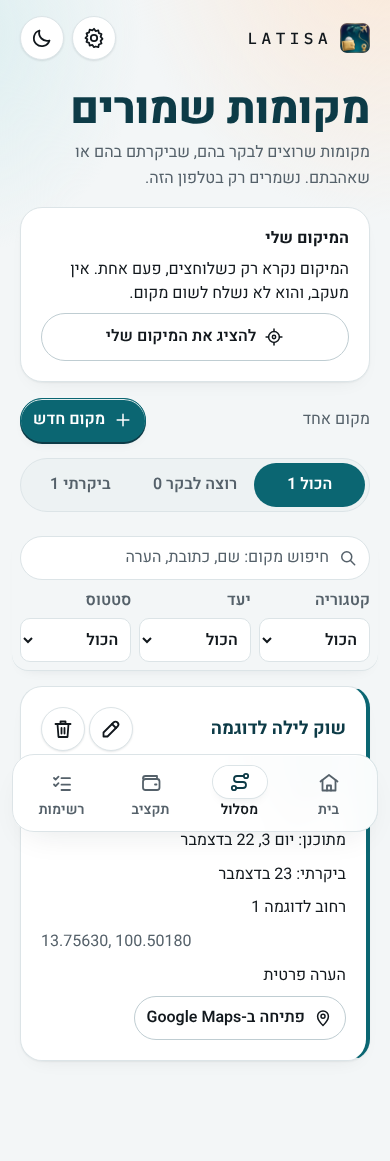 LATISA
מקומות שמורים
מקומות שרוצים לבקר בהם, שביקרתם בהם או
שאהבתם. נשמרים רק בטלפון הזה.
המיקום שלי
המיקום נקרא רק כשלוחצים, פעם אחת. אין
מעקב, והוא לא נשלח לשום מקום.
להציג את המיקום שלי
מקום אחד
מקום חדש
הכול 1
רוצה לבקר 0
ביקרתי 1
חיפוש מקום: שם, כתובת, הערה
קטגוריה
יעד
סטטוס
הכול
הכול
הכול
שוק לילה לדוגמה
בית
מסלול
תקציב
רשימות
מתוכנן: יום 3, 22 בדצמבר
ביקרתי: 23 בדצמבר
רחוב לדוגמה 1
13.75630, 100.50180
הערה פרטית
פתיחה ב-Google Maps